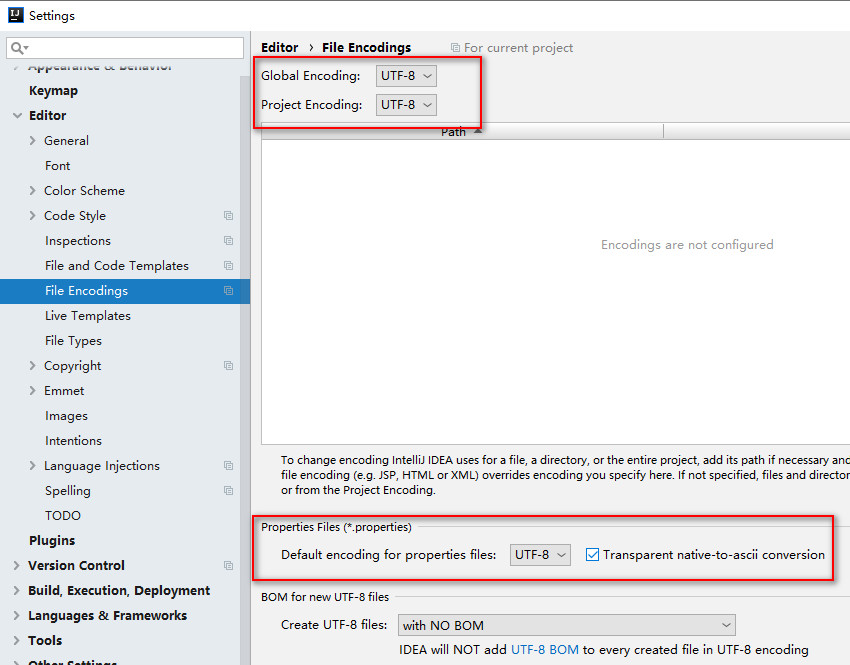 Settings
Appearance & Behavior
Keymap
Editor
General
Font
Color Scheme
Code Style
Inspections
File and Code Templates
File Encodings
Live Templates
File Types
Copyright
Emmet
Images
Intentions
Language Injections
Spelling
TODO
Plugins
Version Control
Build, Execution, Deployment
Languages & Frameworks
Tools
Other Settings
Editor › File Encodings For current project
Global Encoding: UTF-8
Project Encoding: UTF-8
Path
Encodings are not configured
To change encoding IntelliJ IDEA uses for a file, a directory, or the entire project, add its path if necessary and
file encoding (e.g. JSP, HTML or XML) overrides encoding you specify here. If not specified, files and director
or from the Project Encoding.
Properties Files (*.properties)
Default encoding for properties files: UTF-8 Transparent native-to-ascii conversion
BOM for new UTF-8 files
Create UTF-8 files: with NO BOM
IDEA will NOT add UTF-8 BOM to every created file in UTF-8 encoding